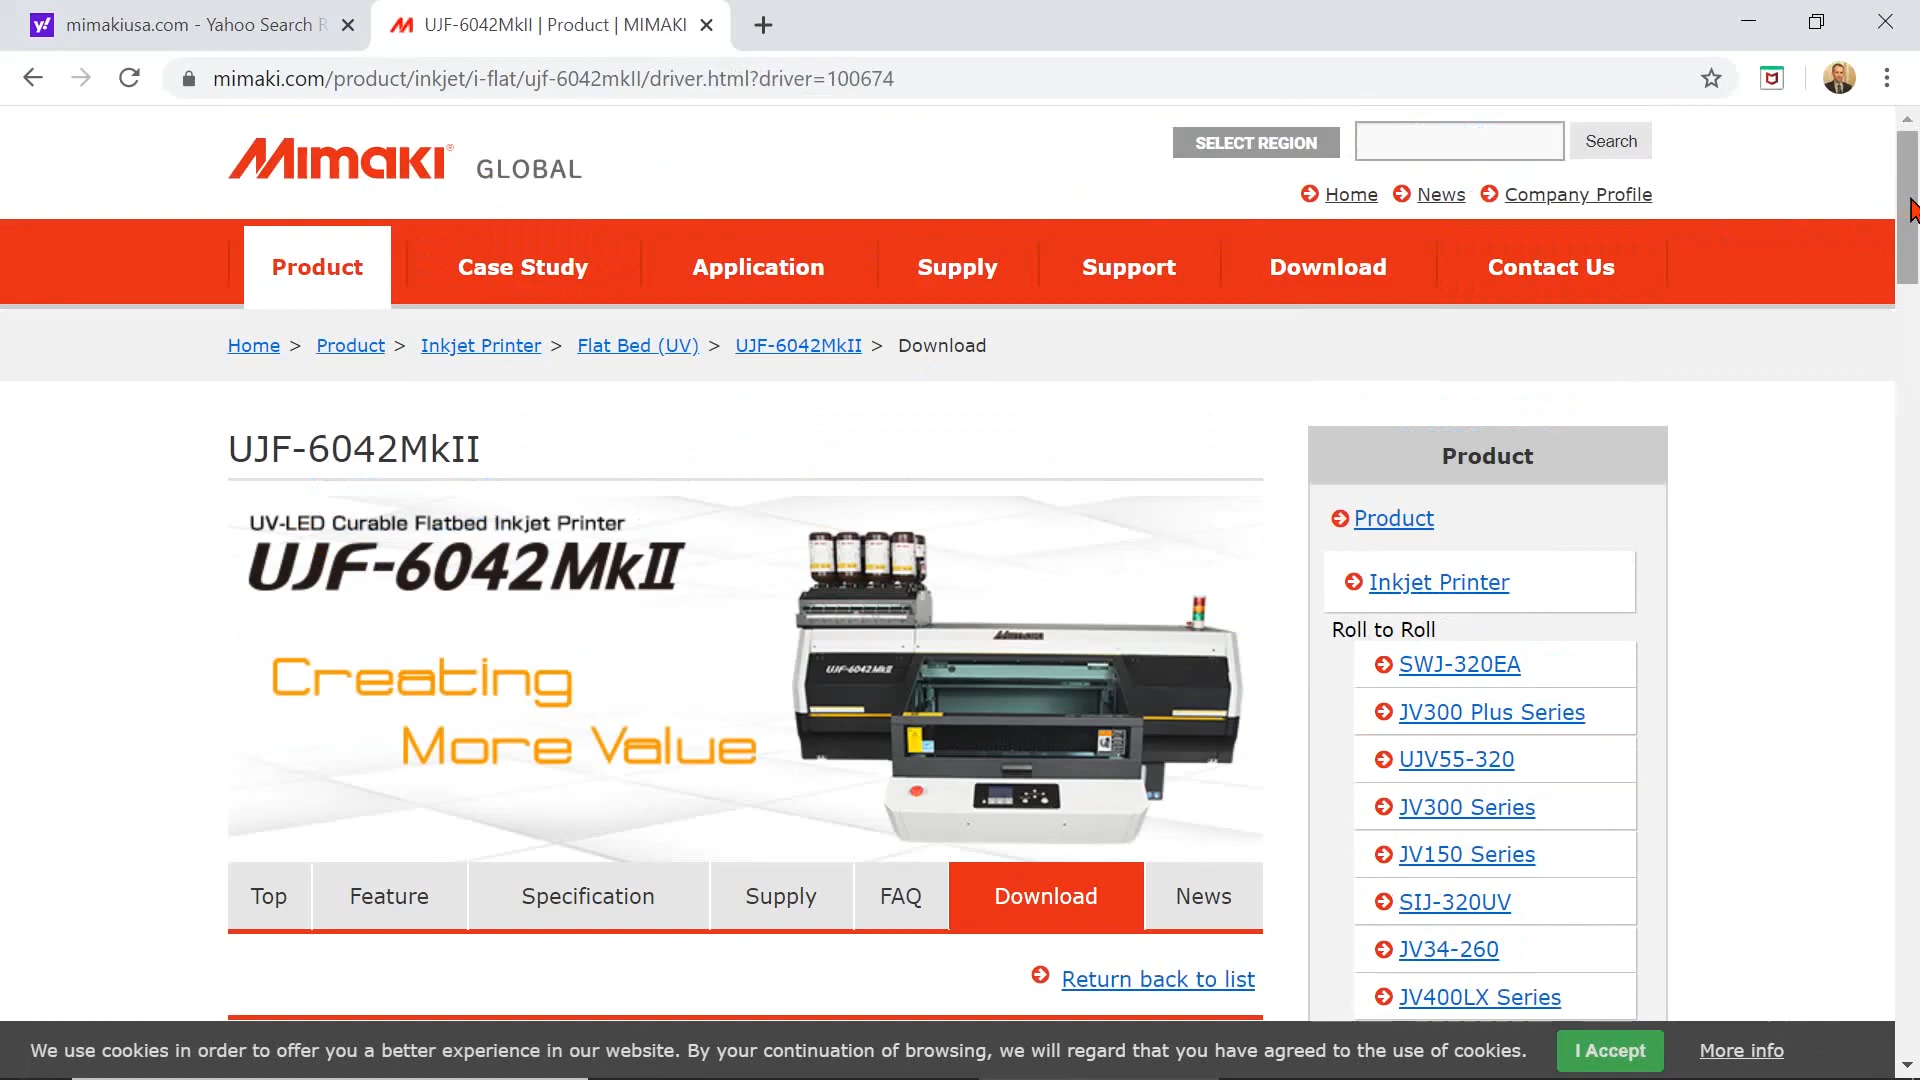 mimakiusa.com - Yahoo Search R
UJF-6042MkII | Product | MIMAKI
mimaki.com/product/inkjet/i-flat/ujf-6042mkII/driver.html?driver=100674
MIMAKI GLOBAL
SELECT REGION
Search
Home News Company Profile
Product Case Study Application Supply Support Download Contact Us
Home > Product > Inkjet Printer > Flat Bed (UV) > UJF-6042MkII > Download
UJF-6042MkII
UV-LED Curable Flatbed Inkjet Printer
UJF-6042MkII
Creating
More Value
Mimaki
UJF-6042MkII
Top Feature Specification Supply FAQ Download News
Return back to list
Product
Product
Inkjet Printer
Roll to Roll
SWJ-320EA
JV300 Plus Series
UJV55-320
JV300 Series
JV150 Series
SIJ-320UV
JV34-260
JV400LX Series
We use cookies in order to offer you a better experience in our website. By your continuation of browsing, we will regard that you have agreed to the use of cookies.
I Accept
More info